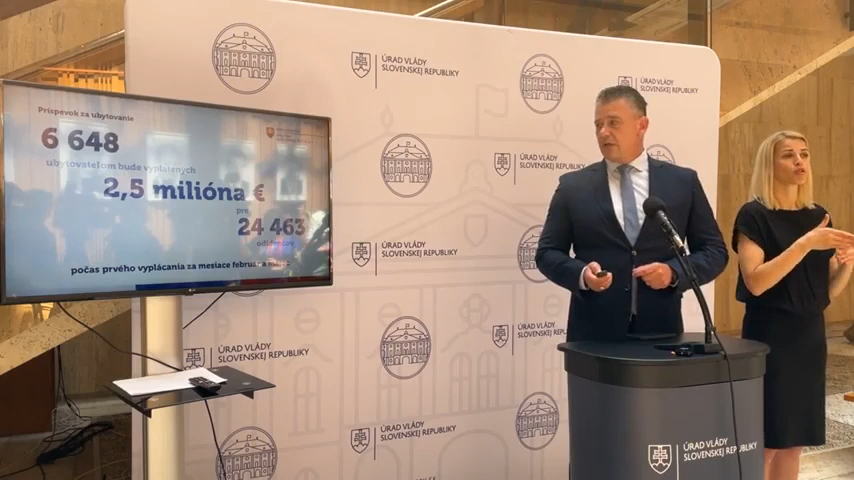 Príspevok za ubytovanie
6 648
ubytovateľom bude vyplatených
2,5 milióna €
pre
24 463
odídencov
počas prvého vyplácania za mesiace február a
ÚRAD VLÁDY
SLOVENSKEJ REPUBLIKY
ÚRAD VLÁDY
SLOVENSKEJ REPUBLIKY
ÚRAD VLÁDY
SLOVENSKEJ REPUBLIKY
ÚRAD VLÁDY
SLOVENSKEJ REPUBLIKY
ÚRAD VLÁDY
SLOVENSKEJ REPUBLIKY
ÚRAD VLÁDY
SLOVENSKEJ
ÚRAD VLÁDY
SLOVENSKEJ REPUBLIKY
ÚRAD VLÁDY
SLOVENSKEJ REPUBLIKY